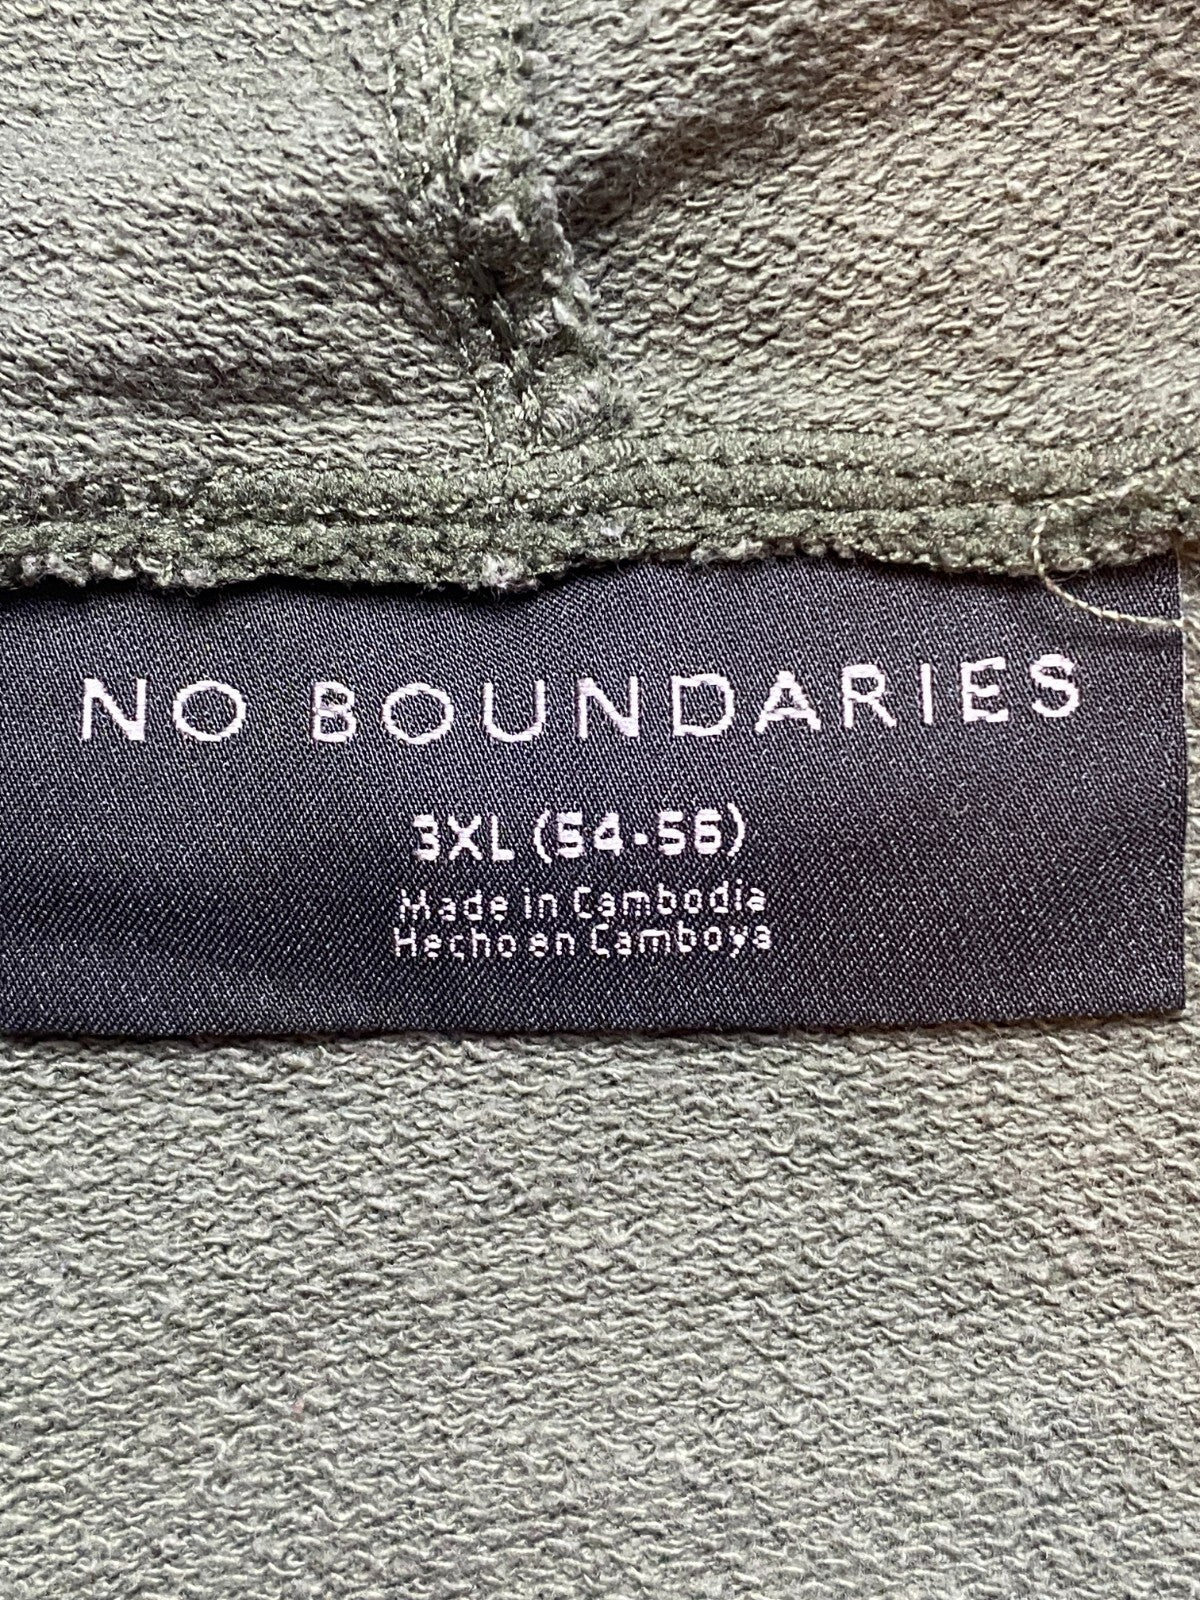 NO BOUNDARIES
3XL (54-56)
Made in Cambodia
Hecho en Camboya